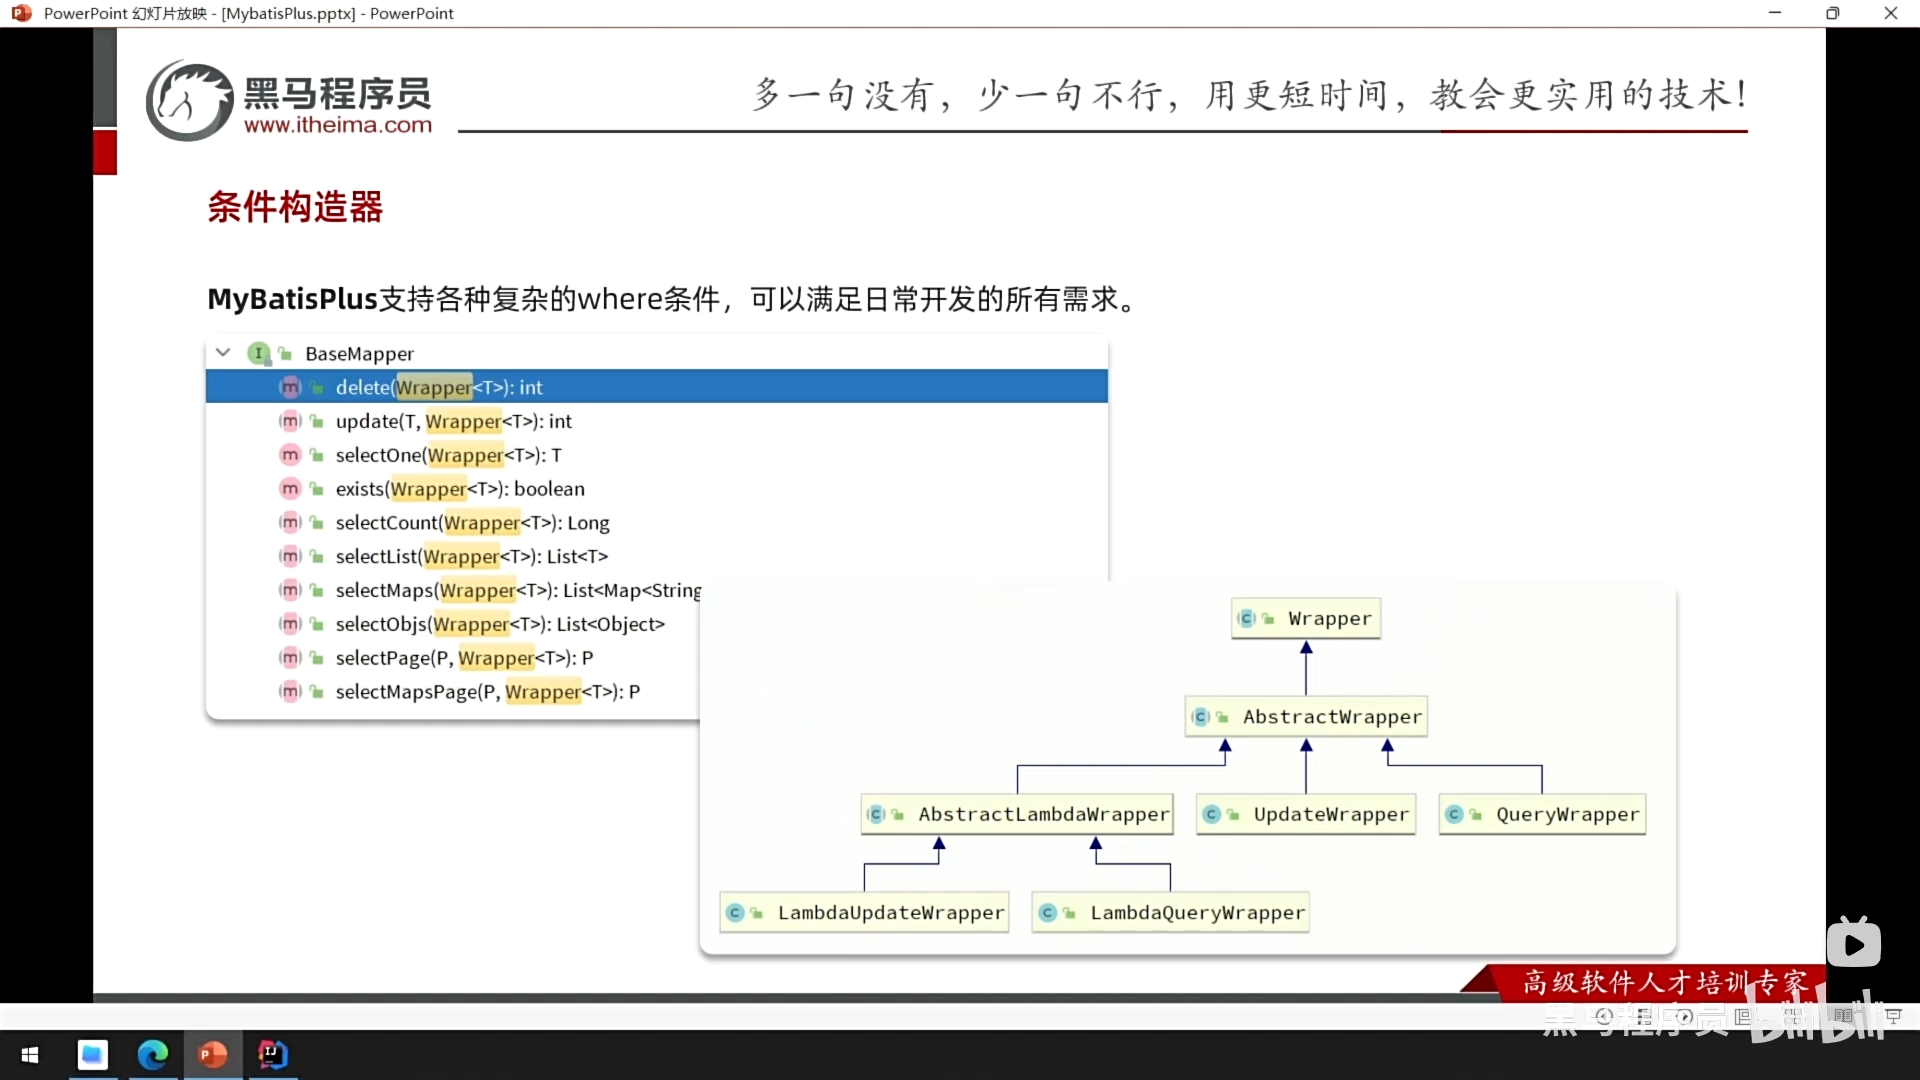 PowerPoint 幻灯片放映 - [MybatisPlus.pptx] - PowerPoint
黑马程序员
www.itheima.com
多一句没有，少一句不行，用更短时间，教会更实用的技术！
条件构造器
MyBatisPlus支持各种复杂的where条件，可以满足日常开发的所有需求。
I BaseMapper
m delete(Wrapper<T>): int
m update(T, Wrapper<T>): int
m selectOne(Wrapper<T>): T
m exists(Wrapper<T>): boolean
m selectCount(Wrapper<T>): Long
m selectList(Wrapper<T>): List<T>
m selectMaps(Wrapper<T>): List<Map<String
m selectObjs(Wrapper<T>): List<Object>
m selectPage(P, Wrapper<T>): P
m selectMapsPage(P, Wrapper<T>): P
C Wrapper
C AbstractWrapper
C AbstractLambdaWrapper
C UpdateWrapper
C QueryWrapper
C LambdaUpdateWrapper
C LambdaQueryWrapper
高级软件人才培训专家
黑马程序员 bilibili